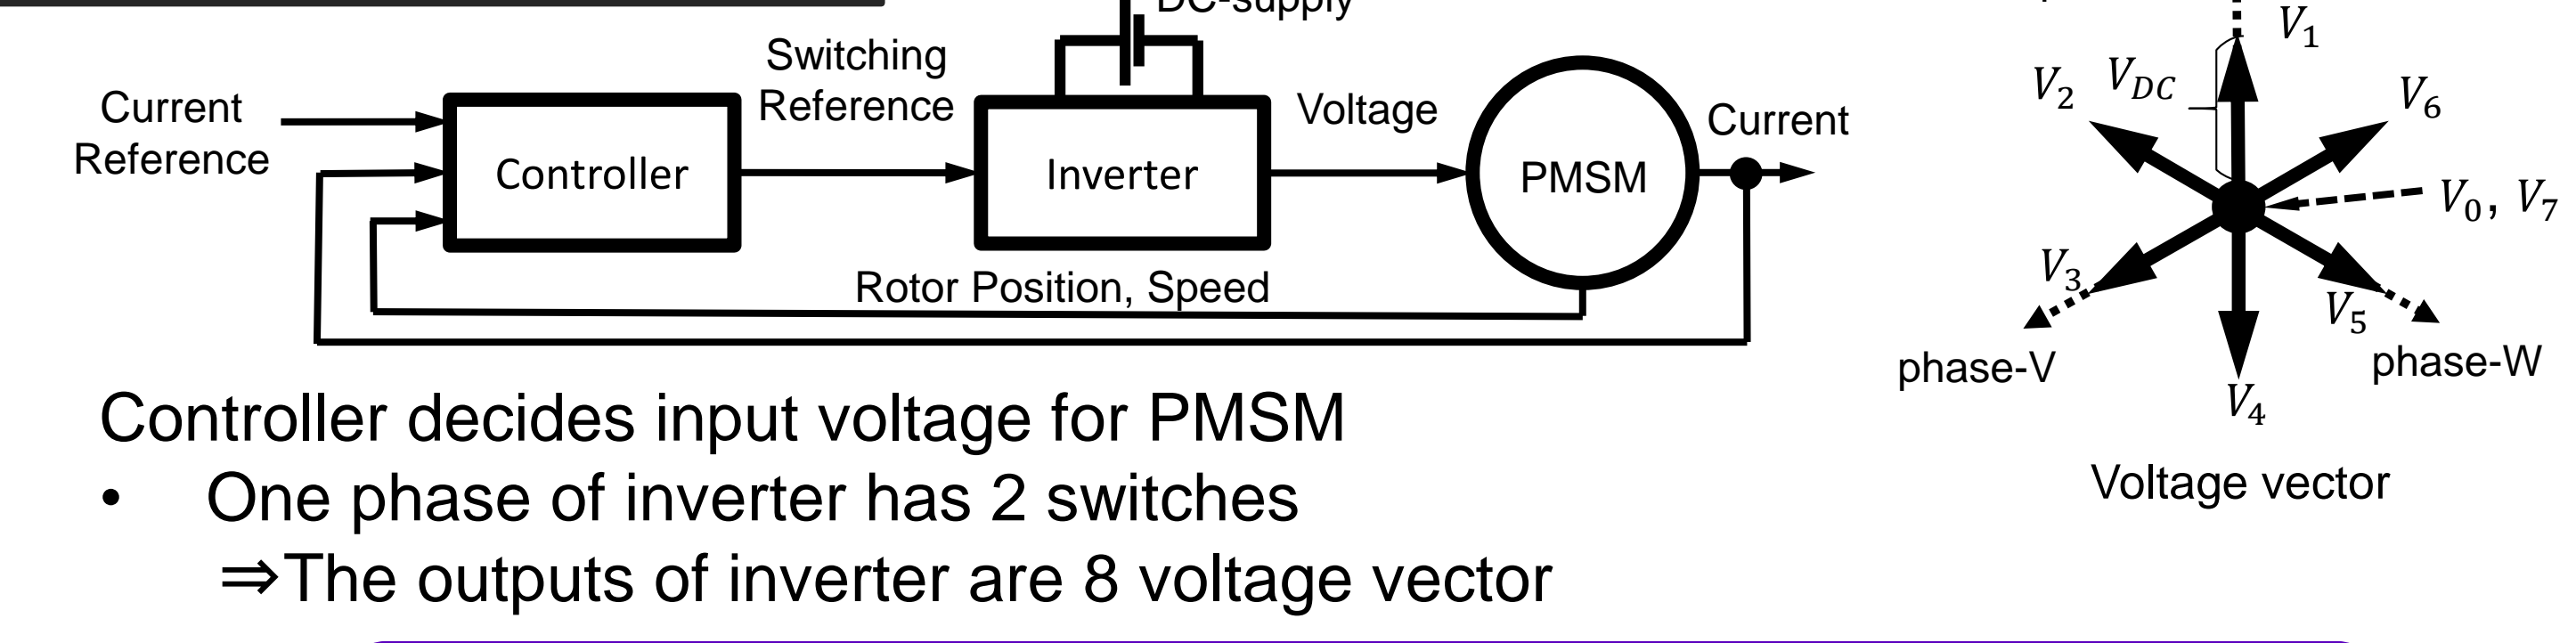 DC-supply
Switching
Reference
Current
Reference
Controller
Inverter
Voltage
PMSM
Current
Rotor Position, Speed
V₁
V₂
V_DC
V₆
V₀, V₇
V₃
V₅
phase-V
phase-W
V₄
Voltage vector
Controller decides input voltage for PMSM
• One phase of inverter has 2 switches
⇒The outputs of inverter are 8 voltage vector